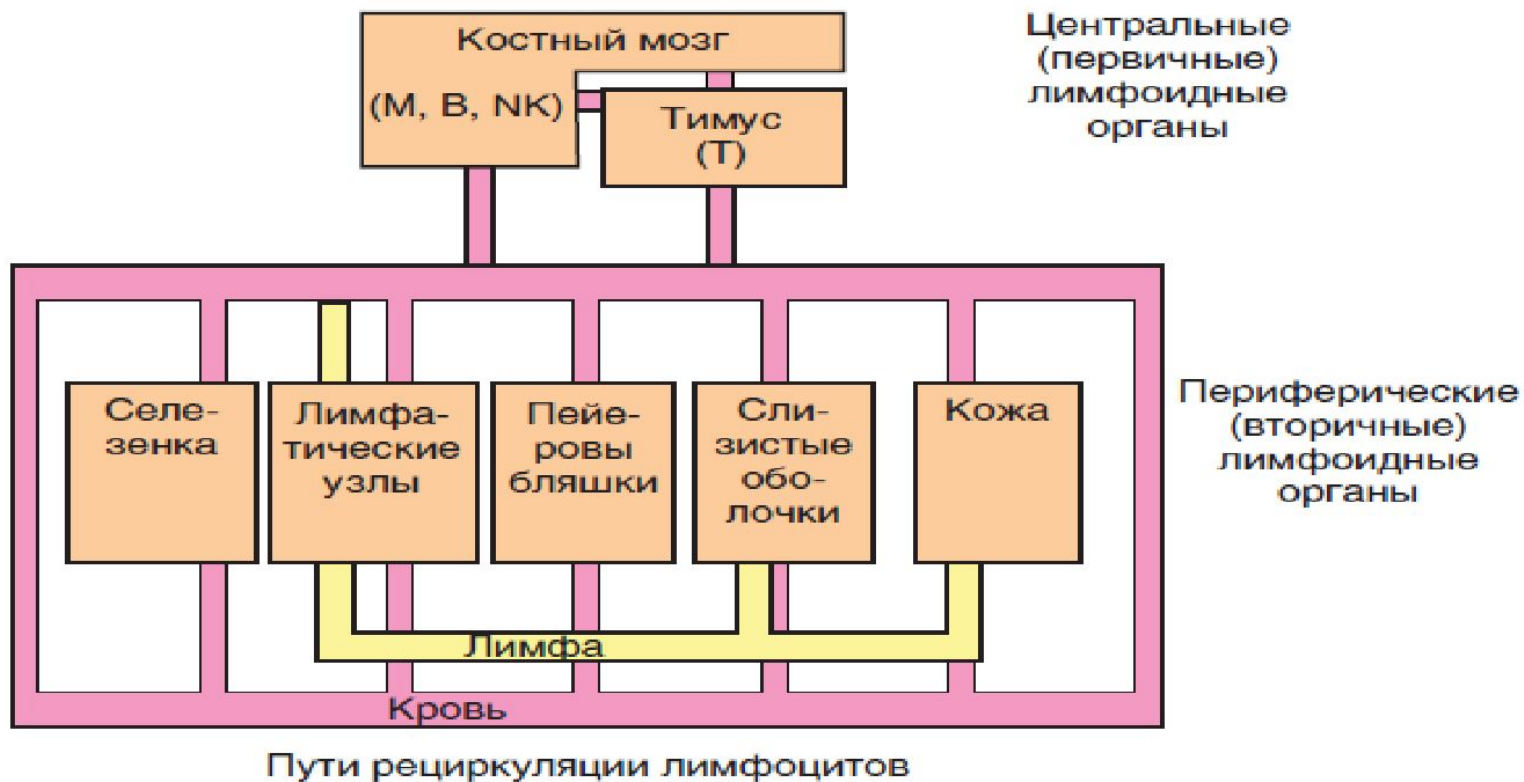 Костный мозг
(М, В, NK)
Тимус
(Т)
Центральные
(первичные)
лимфоидные
органы
Селе-
зенка
Лимфа-
тические
узлы
Пейе-
ровы
бляшки
Сли-
зистые
обо-
лочки
Кожа
Периферические
(вторичные)
лимфоидные
органы
Лимфа
Кровь
Пути рециркуляции лимфоцитов